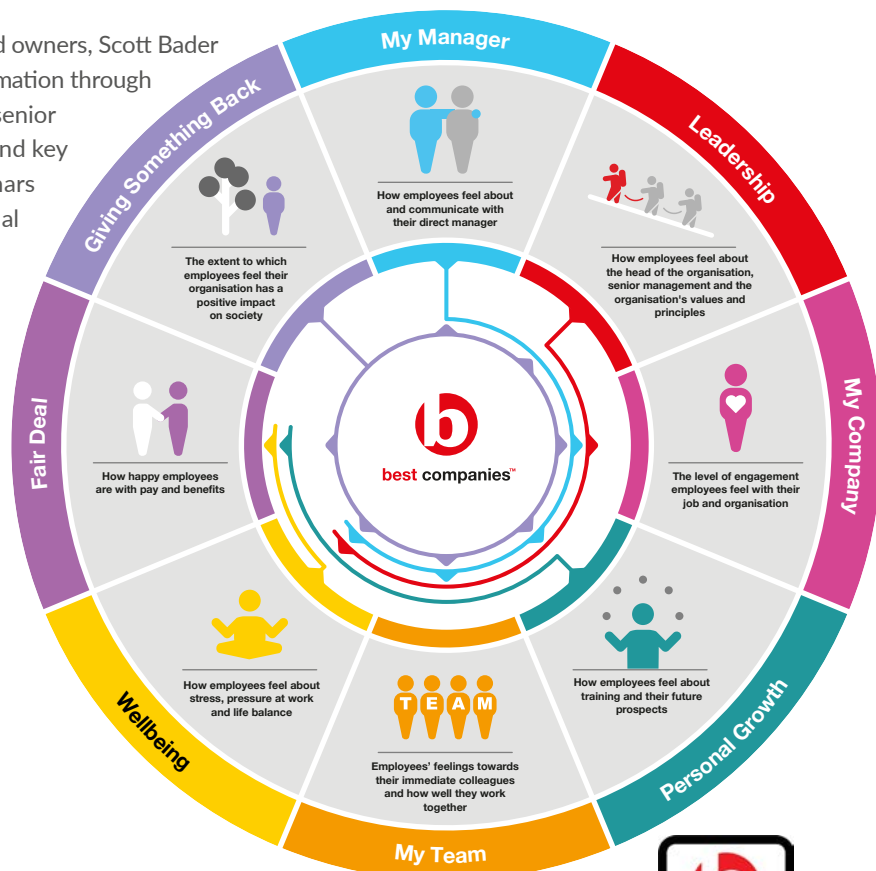 d owners, Scott Bader
mation through
senior
nd key
nars
al
My Manager
How employees feel about
and communicate with
their direct manager
Leadership
How employees feel about
the head of the organisation,
senior management and the
organisation's values and
principles
My Company
The level of engagement
employees feel with their
job and organisation
Personal Growth
How employees feel about
training and their future
prospects
My Team
TEAM
Employees' feelings towards
their immediate colleagues
and how well they work
together
Wellbeing
How employees feel about
stress, pressure at work
and life balance
Fair Deal
How happy employees
are with pay and benefits
Giving Something Back
The extent to which
employees feel their
organisation has a
positive impact
on society
b
best companies™